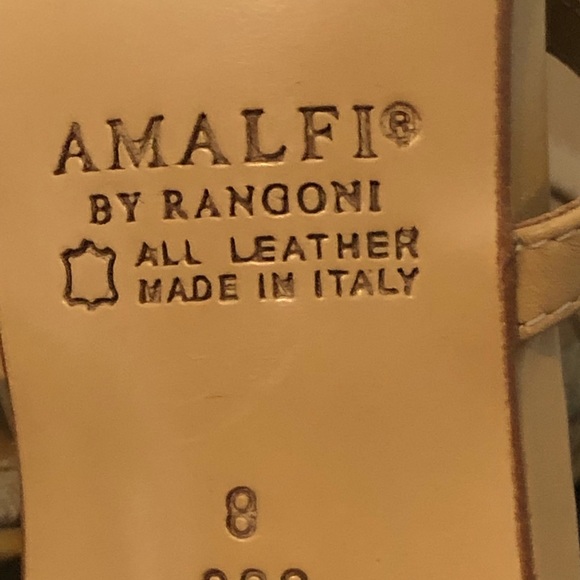 AMALFI®
BY RANGONI
ALL LEATHER
MADE IN ITALY
8